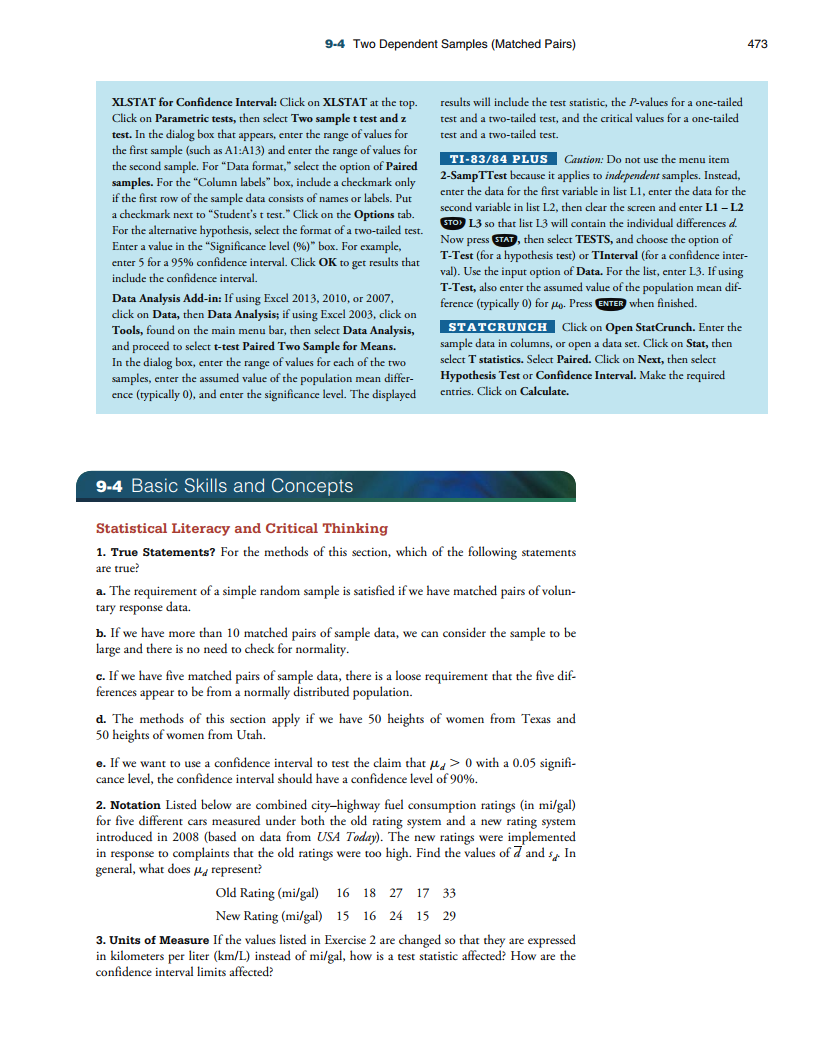 9-4 Two Dependent Samples (Matched Pairs) 473
XLSTAT for Confidence Interval: Click on XLSTAT at the top.
Click on Parametric tests, then select Two sample t test and z
test. In the dialog box that appears, enter the range of values for
the first sample (such as A1:A13) and enter the range of values for
the second sample. For “Data format,” select the option of Paired
samples. For the “Column labels” box, include a checkmark only
if the first row of the sample data consists of names or labels. Put
a checkmark next to “Student’s t test.” Click on the Options tab.
For the alternative hypothesis, select the format of a two-tailed test.
Enter a value in the “Significance level (%)” box. For example,
enter 5 for a 95% confidence interval. Click OK to get results that
include the confidence interval.
Data Analysis Add-in: If using Excel 2013, 2010, or 2007,
click on Data, then Data Analysis; if using Excel 2003, click on
Tools, found on the main menu bar, then select Data Analysis,
and proceed to select t-test Paired Two Sample for Means.
In the dialog box, enter the range of values for each of the two
samples, enter the assumed value of the population mean differ-
ence (typically 0), and enter the significance level. The displayed
results will include the test statistic, the P-values for a one-tailed
test and a two-tailed test, and the critical values for a one-tailed
test and a two-tailed test.
TI-83/84 PLUS Caution: Do not use the menu item
2-SampTTest because it applies to independent samples. Instead,
enter the data for the first variable in list L1, enter the data for the
second variable in list L2, then clear the screen and enter L1 – L2
STO› L3 so that list L3 will contain the individual differences d.
Now press STAT, then select TESTS, and choose the option of
T-Test (for a hypothesis test) or TInterval (for a confidence inter-
val). Use the input option of Data. For the list, enter L3. If using
T-Test, also enter the assumed value of the population mean dif-
ference (typically 0) for μ₀. Press ENTER when finished.
STATCRUNCH Click on Open StatCrunch. Enter the
sample data in columns, or open a data set. Click on Stat, then
select T statistics. Select Paired. Click on Next, then select
Hypothesis Test or Confidence Interval. Make the required
entries. Click on Calculate.
9-4 Basic Skills and Concepts
Statistical Literacy and Critical Thinking
1. True Statements? For the methods of this section, which of the following statements
are true?
a. The requirement of a simple random sample is satisfied if we have matched pairs of volun-
tary response data.
b. If we have more than 10 matched pairs of sample data, we can consider the sample to be
large and there is no need to check for normality.
c. If we have five matched pairs of sample data, there is a loose requirement that the five dif-
ferences appear to be from a normally distributed population.
d. The methods of this section apply if we have 50 heights of women from Texas and
50 heights of women from Utah.
e. If we want to use a confidence interval to test the claim that μ_d > 0 with a 0.05 signifi-
cance level, the confidence interval should have a confidence level of 90%.
2. Notation Listed below are combined city–highway fuel consumption ratings (in mi/gal)
for five different cars measured under both the old rating system and a new rating system
introduced in 2008 (based on data from USA Today). The new ratings were implemented
in response to complaints that the old ratings were too high. Find the values of d̅ and s_d. In
general, what does μ_d represent?
Old Rating (mi/gal) 16 18 27 17 33
New Rating (mi/gal) 15 16 24 15 29
3. Units of Measure If the values listed in Exercise 2 are changed so that they are expressed
in kilometers per liter (km/L) instead of mi/gal, how is a test statistic affected? How are the
confidence interval limits affected?